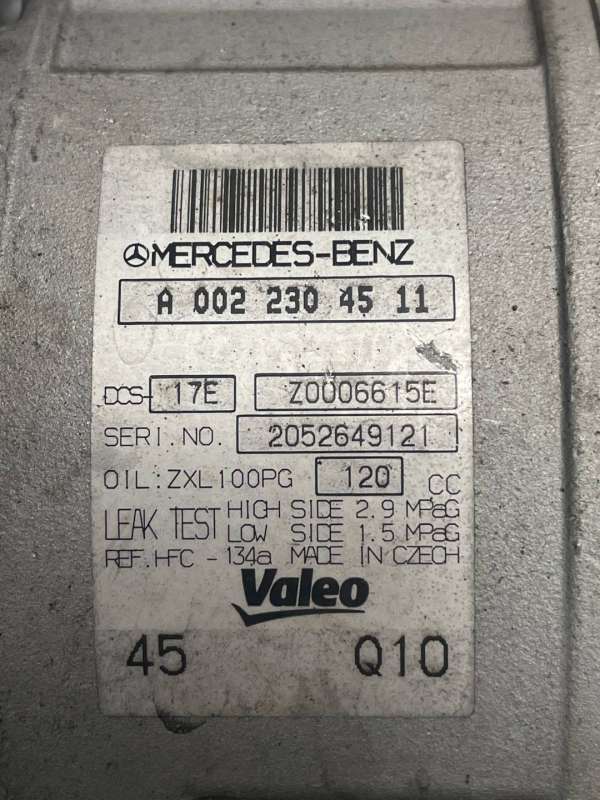 MERCEDES-BENZ
A 002 230 45 11
DCS- 17E Z0006615E
SERI.NO. 2052649121
OIL:ZXL100PG 120 CC
LEAK TEST HIGH SIDE 2.9 MPaG
LOW SIDE 1.5 MPaG
REF.HFC - 134a MADE IN CZECH
Valeo
45 Q10